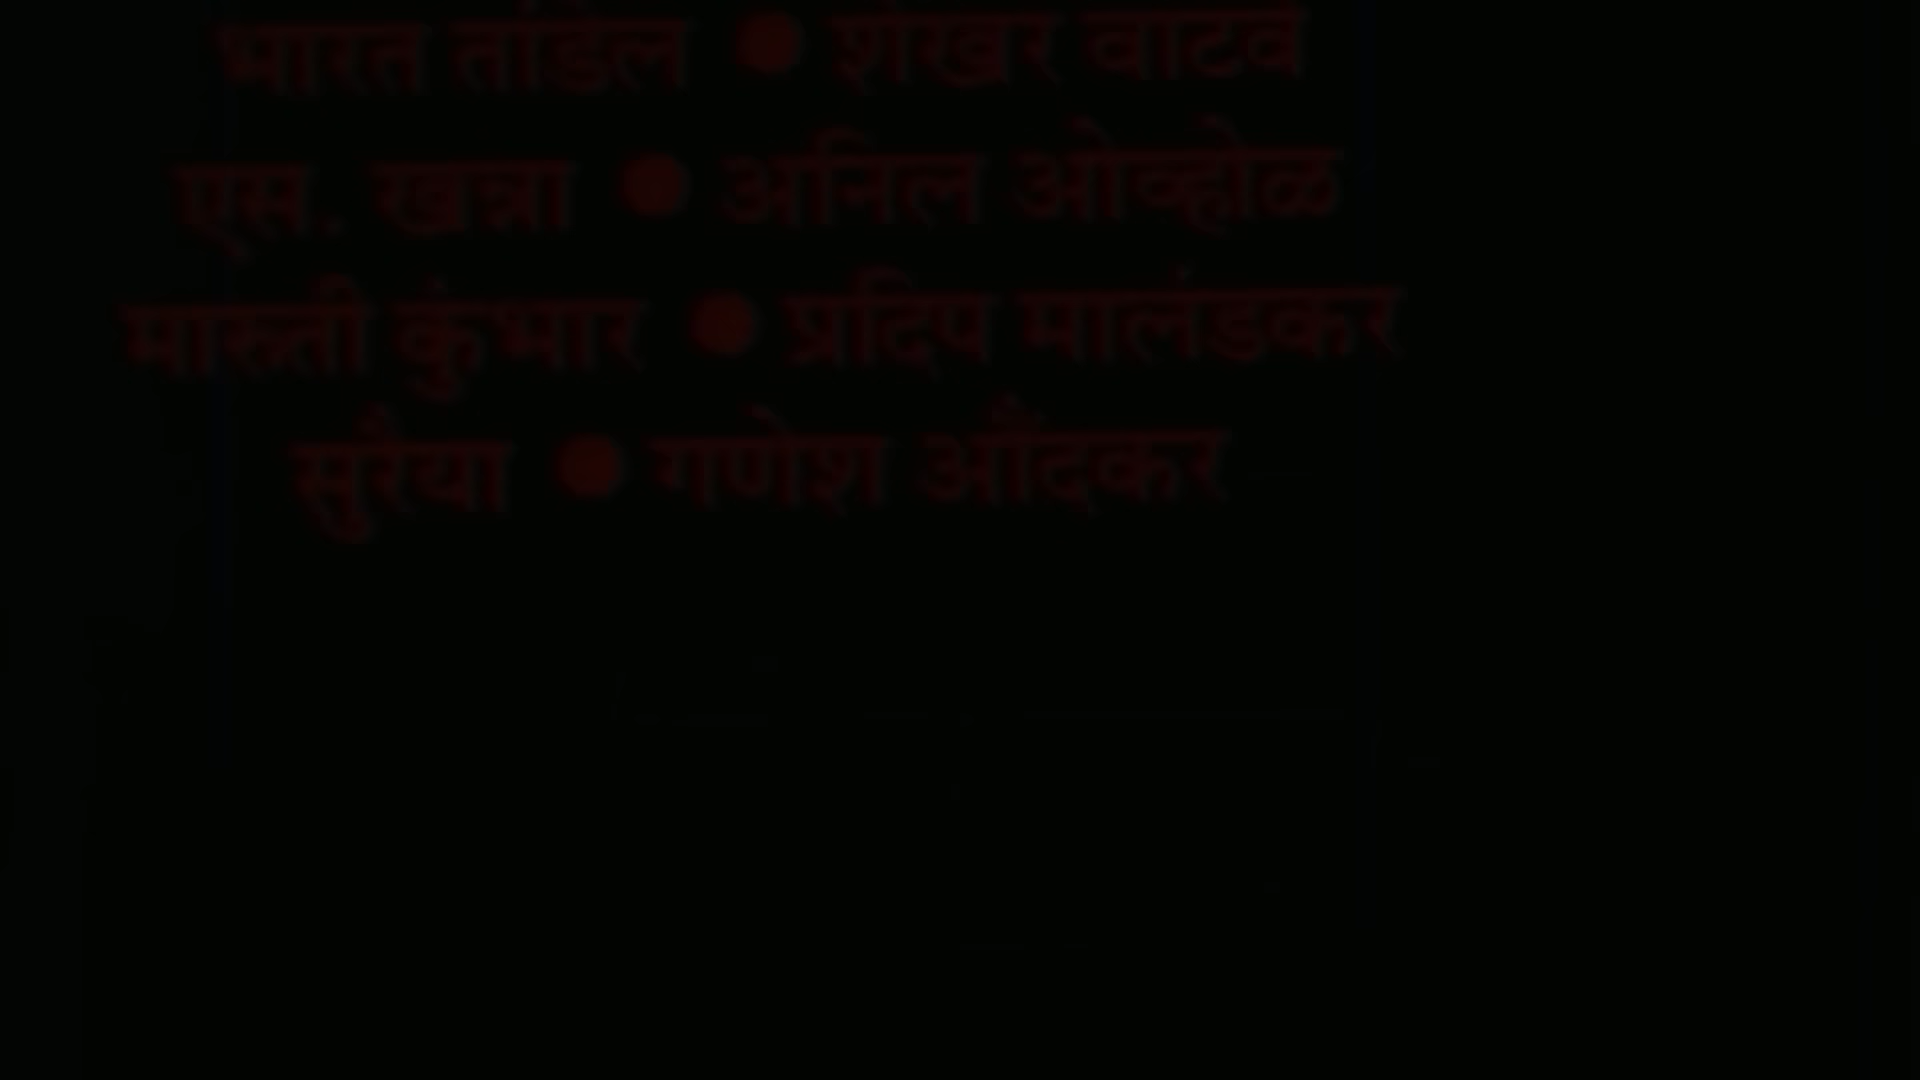 भारत तांडेल ● शेखर वाटवे
एस. खन्ना ● अनिल ओव्होळ
मारुती कुंभार ● प्रदिप मालंडकर
सुरैया ● गणेश औंदकर